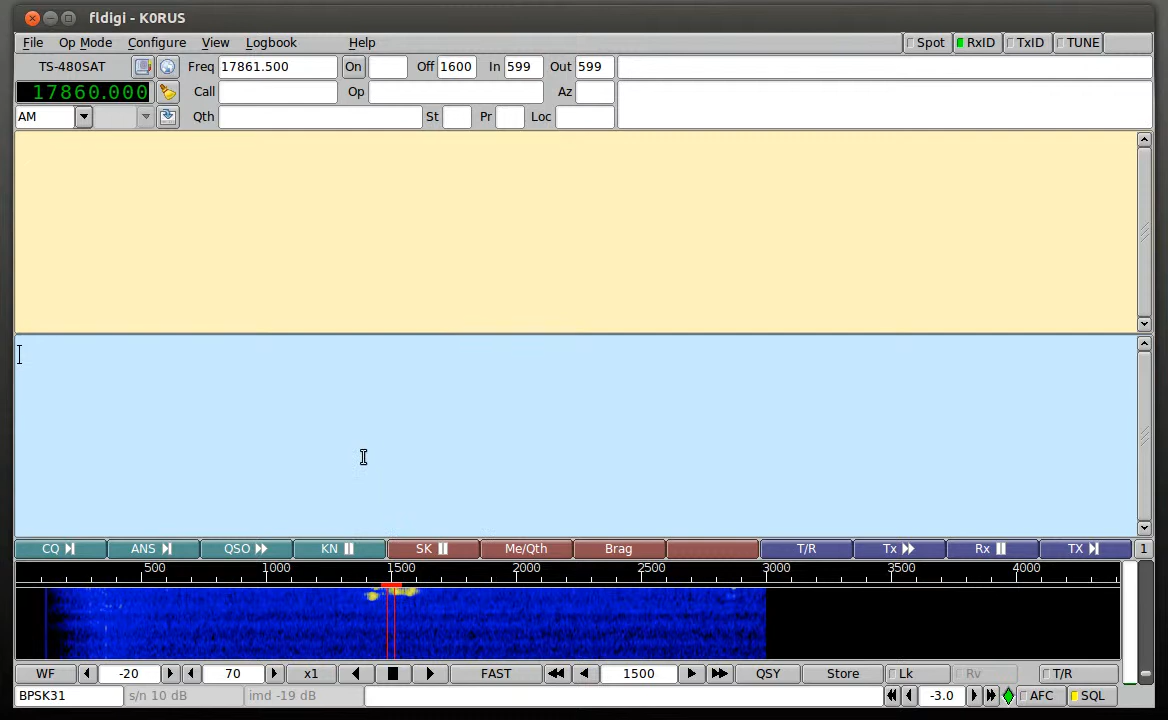 fldigi - K0RUS
File Op Mode Configure View Logbook Help Spot RxID TxID TUNE
TS-480SAT Freq 17861.500 On Off 1600 In 599 Out 599
17860.000 Call Op Az
AM Qth St Pr Loc
CQ ANS QSO KN SK Me/Qth Brag T/R Tx Rx TX 1
500 1000 1500 2000 2500 3000 3500 4000
WF -20 70 x1 FAST 1500 QSY Store Lk Rv T/R
BPSK31 s/n 10 dB imd -19 dB -3.0 AFC SQL